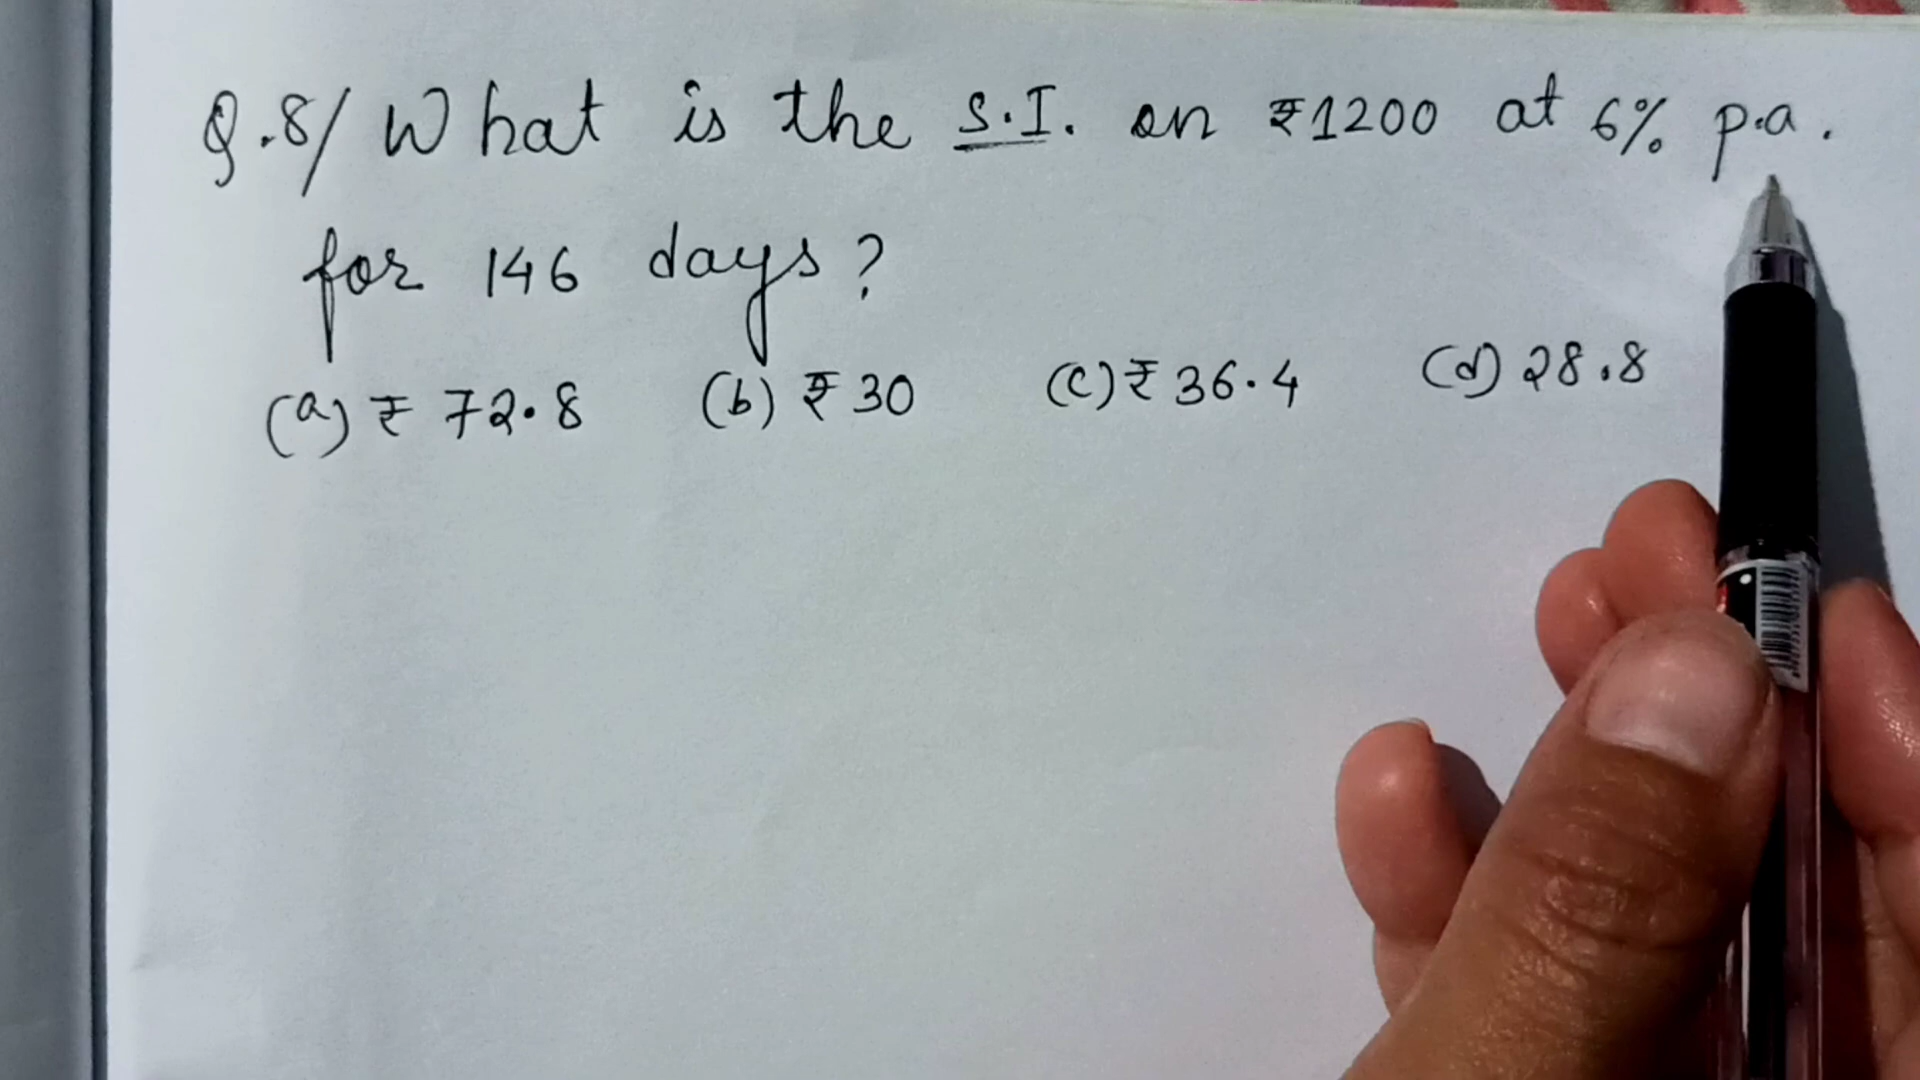 Q.8/ What is the S.I. on ₹1200 at 6% p.a.
for 146 days?
(a) ₹ 72.8 (b) ₹ 30 (c) ₹ 36.4 (d) 28.8